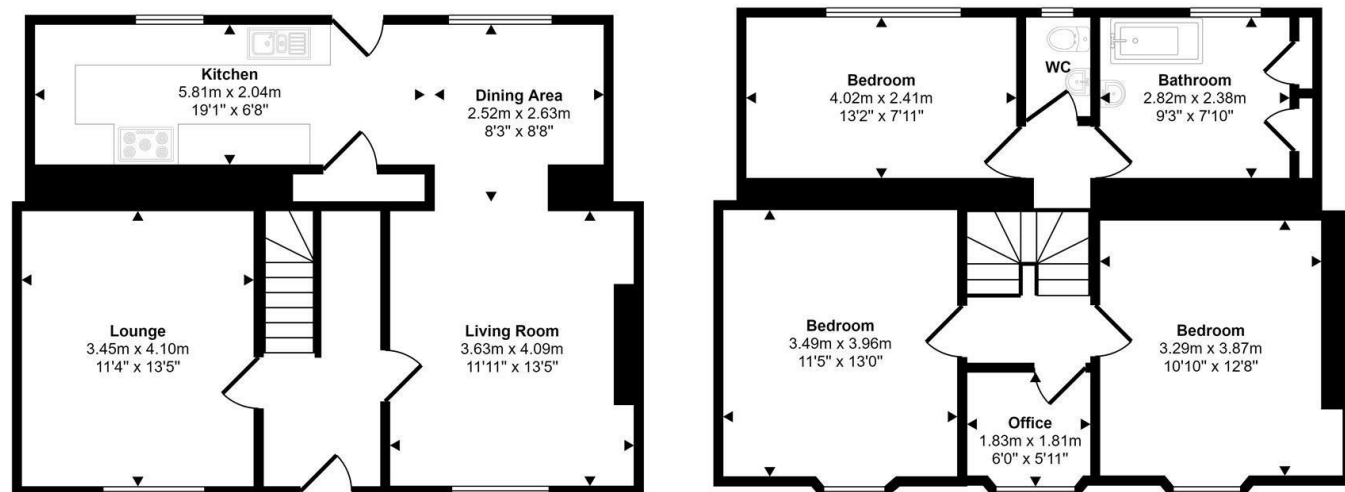 Kitchen
5.81m x 2.04m
19'1" x 6'8"
Dining Area
2.52m x 2.63m
8'3" x 8'8"
Lounge
3.45m x 4.10m
11'4" x 13'5"
Living Room
3.63m x 4.09m
11'11" x 13'5"
Bedroom
4.02m x 2.41m
13'2" x 7'11"
WC
Bathroom
2.82m x 2.38m
9'3" x 7'10"
Bedroom
3.49m x 3.96m
11'5" x 13'0"
Bedroom
3.29m x 3.87m
10'10" x 12'8"
Office
1.83m x 1.81m
6'0" x 5'11"